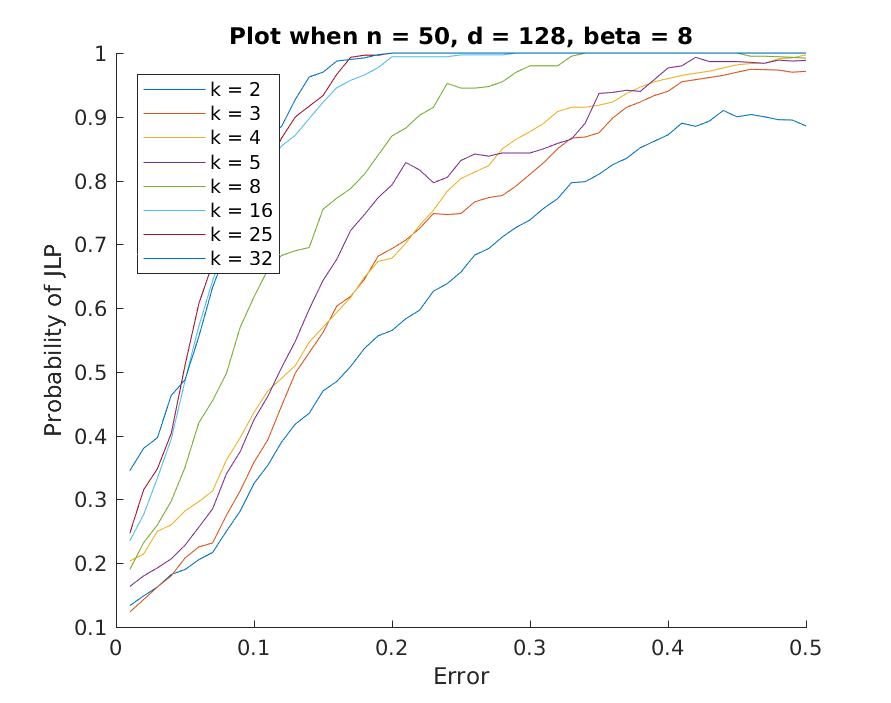 Plot when n = 50, d = 128, beta = 8
1
0.9
0.8
0.7
0.6
0.5
0.4
0.3
0.2
0.1
Probability of JLP
k = 2
k = 3
k = 4
k = 5
k = 8
k = 16
k = 25
k = 32
0 0.1 0.2 0.3 0.4 0.5
Error